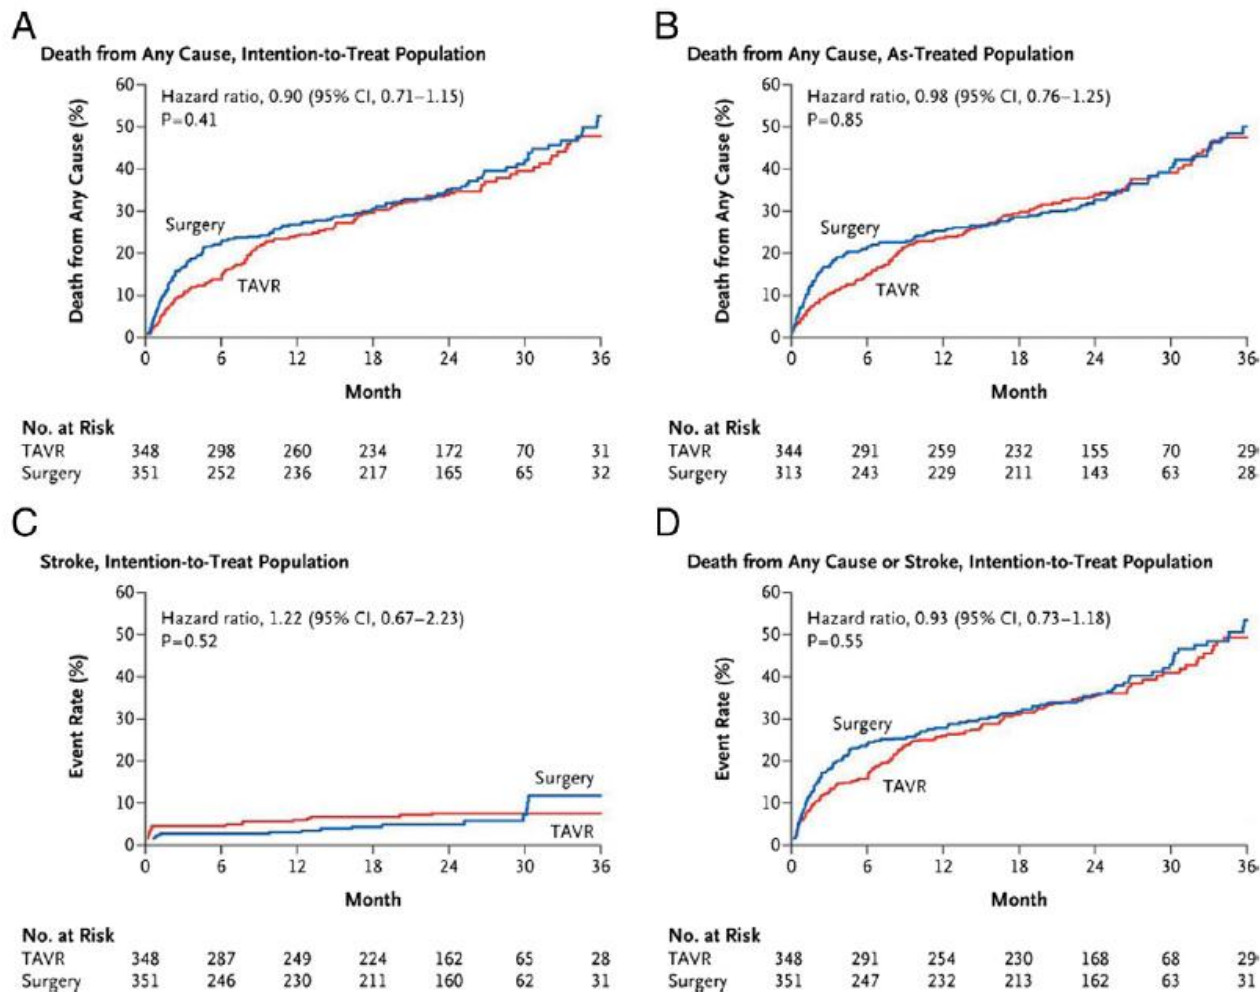 A
Death from Any Cause, Intention-to-Treat Population
60
50
40
30
20
10
0
Death from Any Cause (%)
Hazard ratio, 0.90 (95% CI, 0.71–1.15)
P=0.41
Surgery
TAVR
0 6 12 18 24 30 36
Month
No. at Risk
TAVR 348 298 260 234 172 70 31
Surgery 351 252 236 217 165 65 32
B
Death from Any Cause, As-Treated Population
60
50
40
30
20
10
0
Death from Any Cause (%)
Hazard ratio, 0.98 (95% CI, 0.76–1.25)
P=0.85
Surgery
TAVR
0 6 12 18 24 30 36
Month
No. at Risk
TAVR 344 291 259 232 155 70 29
Surgery 313 243 229 211 143 63 28
C
Stroke, Intention-to-Treat Population
60
50
40
30
20
10
0
Event Rate (%)
Hazard ratio, 1.22 (95% CI, 0.67–2.23)
P=0.52
Surgery
TAVR
0 6 12 18 24 30 36
Month
No. at Risk
TAVR 348 287 249 224 162 65 28
Surgery 351 246 230 211 160 62 31
D
Death from Any Cause or Stroke, Intention-to-Treat Population
60
50
40
30
20
10
0
Event Rate (%)
Hazard ratio, 0.93 (95% CI, 0.73–1.18)
P=0.55
Surgery
TAVR
0 6 12 18 24 30 36
Month
No. at Risk
TAVR 348 291 254 230 168 68 29
Surgery 351 247 232 213 162 63 31